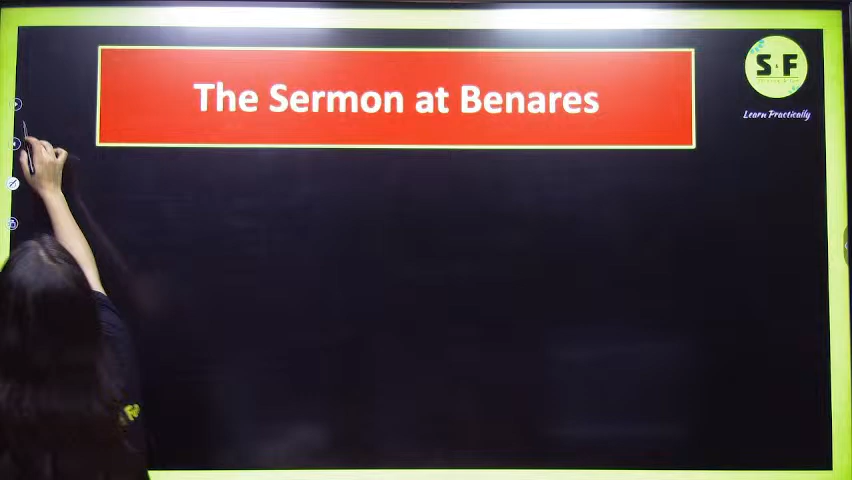 The Sermon at Benares
S & F
Learn Practically